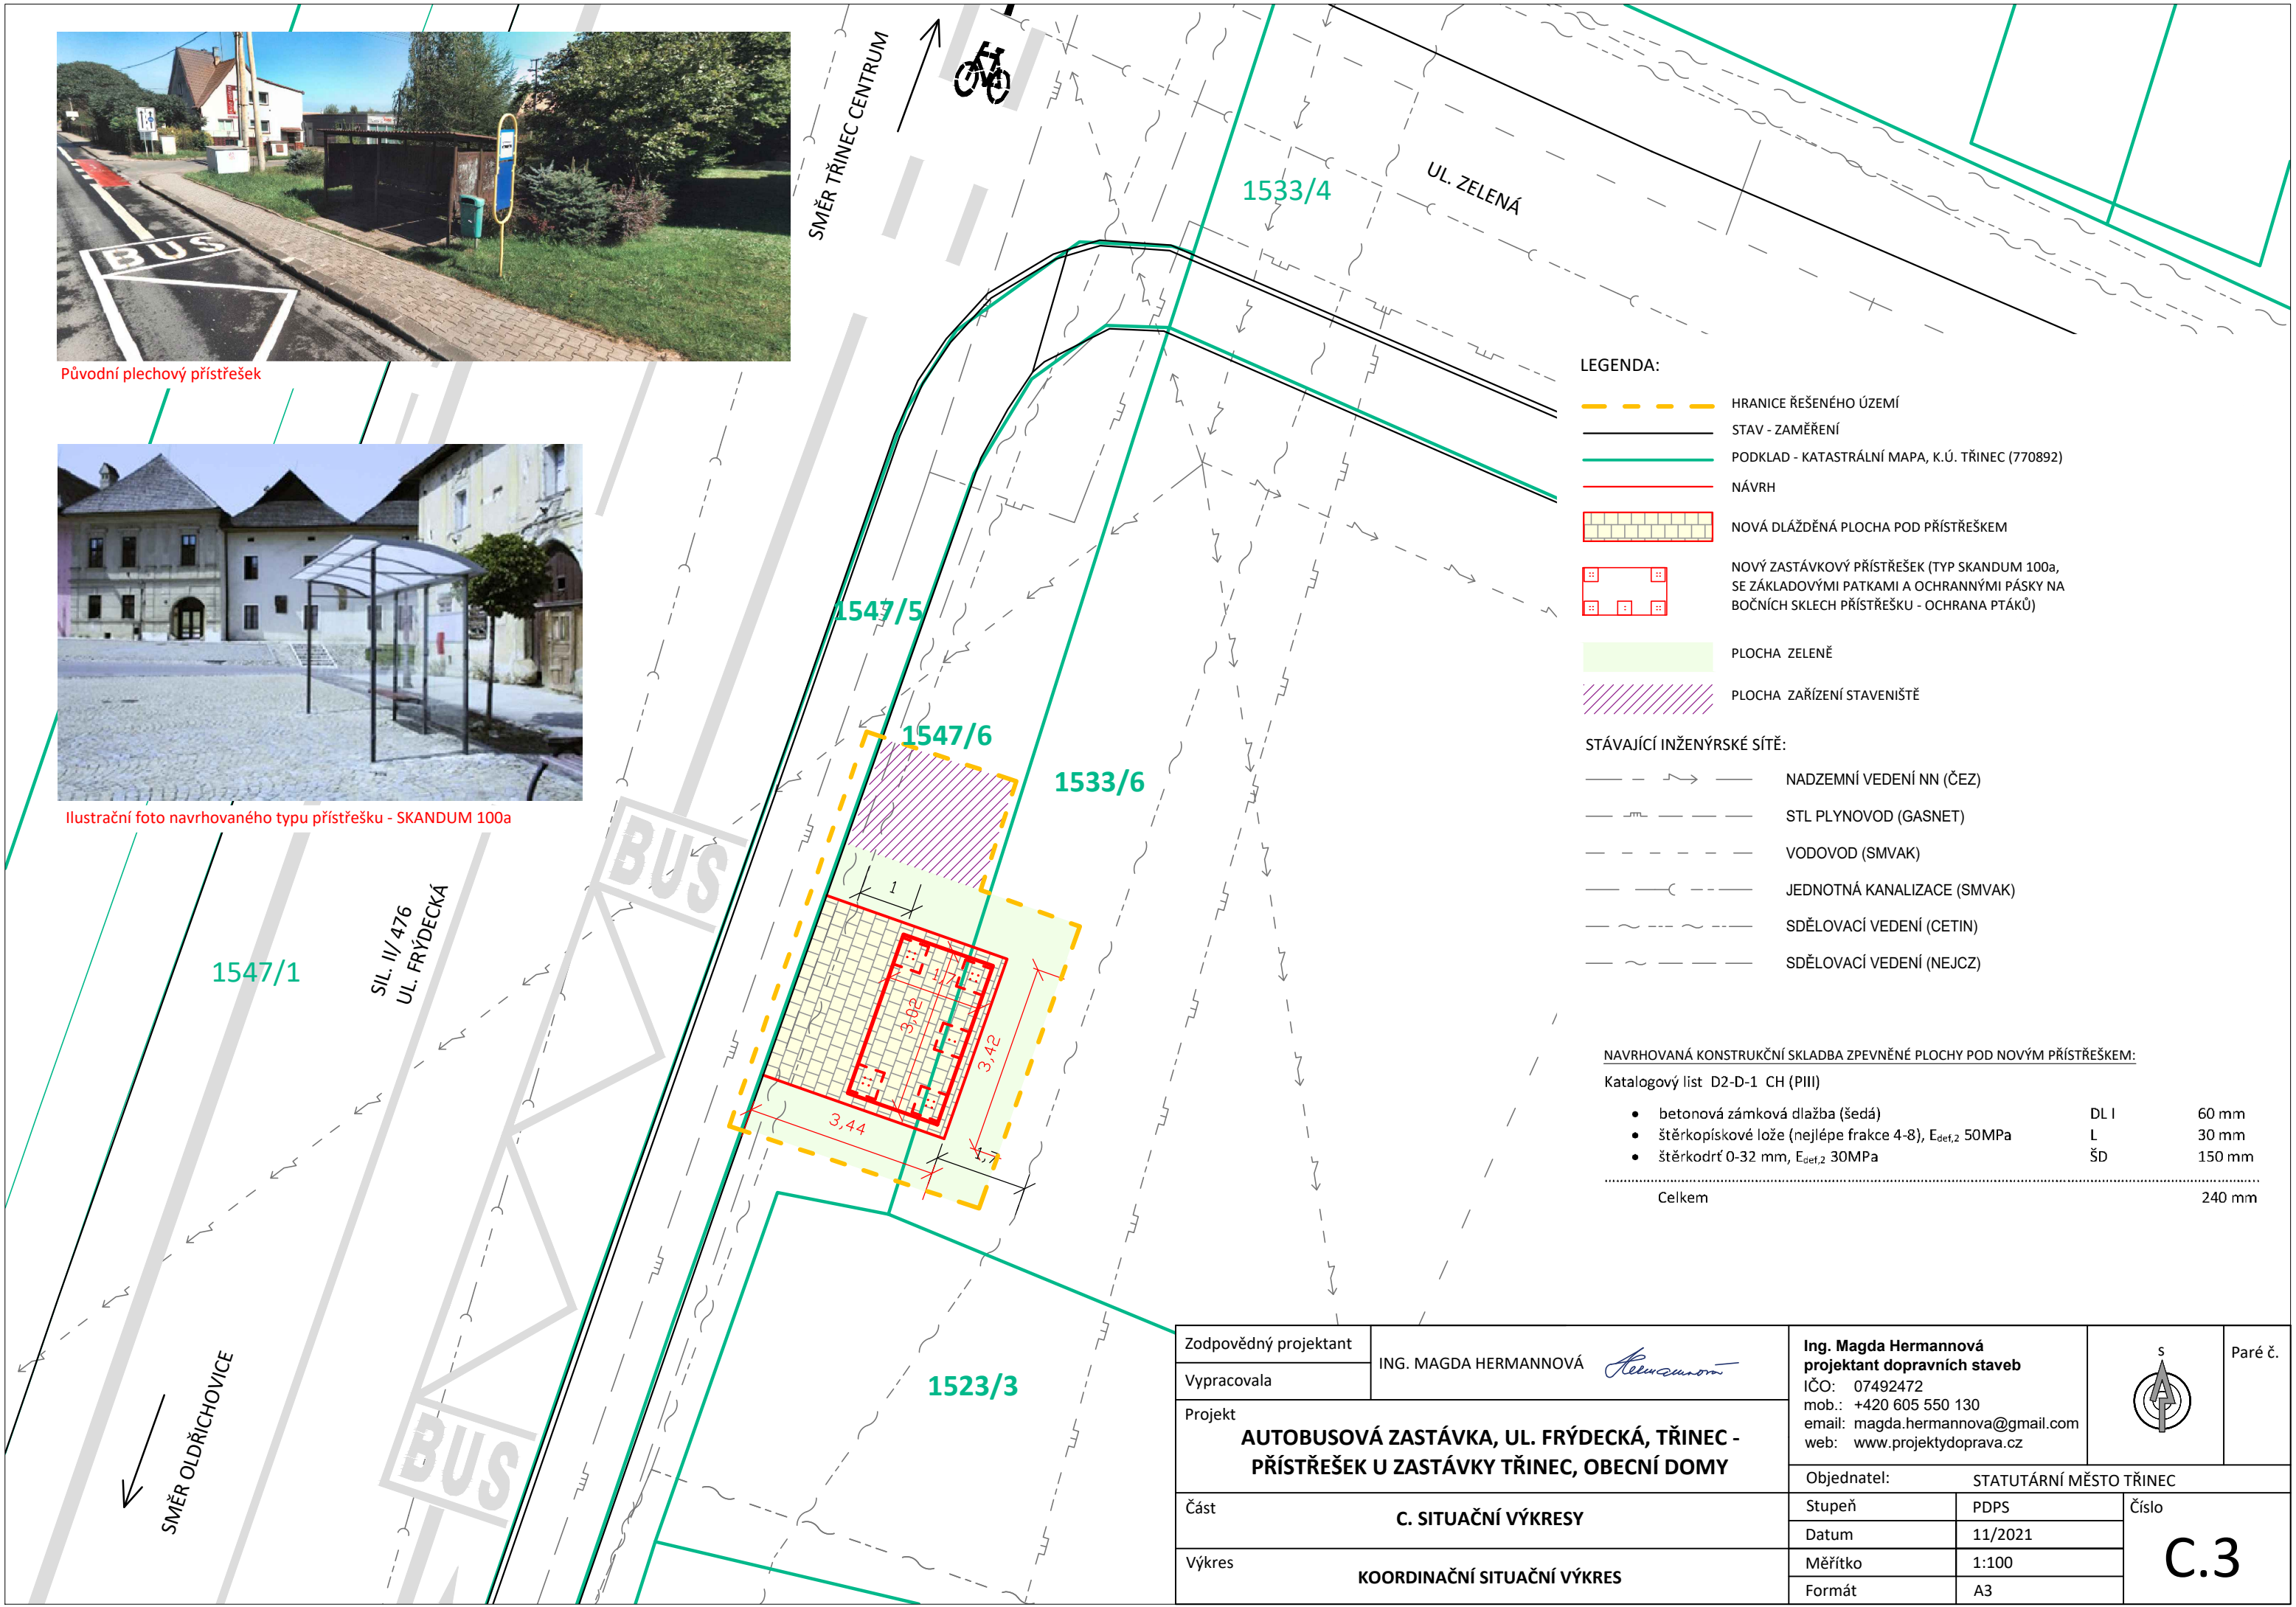 BUS
Původní plechový přístřešek
Ilustrační foto navrhovaného typu přístřešku - SKANDUM 100a
SMĚR TŘINEC CENTRUM
UL. ZELENÁ
1533/4
1547/5
1547/6
1533/6
1547/1
SIL. II/ 476
UL. FRÝDECKÁ
BUS
BUS
SMĚR OLDŘICHOVICE
1523/3
1
1,7
3,02
3,42
3,44
1,7
LEGENDA:
HRANICE ŘEŠENÉHO ÚZEMÍ
STAV - ZAMĚŘENÍ
PODKLAD - KATASTRÁLNÍ MAPA, K.Ú. TŘINEC (770892)
NÁVRH
NOVÁ DLÁŽDĚNÁ PLOCHA POD PŘÍSTŘEŠKEM
NOVÝ ZASTÁVKOVÝ PŘÍSTŘEŠEK (TYP SKANDUM 100a,
SE ZÁKLADOVÝMI PATKAMI A OCHRANNÝMI PÁSKY NA
BOČNÍCH SKLECH PŘÍSTŘEŠKU - OCHRANA PTÁKŮ)
PLOCHA ZELENĚ
PLOCHA ZAŘÍZENÍ STAVENIŠTĚ
STÁVAJÍCÍ INŽENÝRSKÉ SÍTĚ:
NADZEMNÍ VEDENÍ NN (ČEZ)
STL PLYNOVOD (GASNET)
VODOVOD (SMVAK)
JEDNOTNÁ KANALIZACE (SMVAK)
SDĚLOVACÍ VEDENÍ (CETIN)
SDĚLOVACÍ VEDENÍ (NEJCZ)
NAVRHOVANÁ KONSTRUKČNÍ SKLADBA ZPEVNĚNÉ PLOCHY POD NOVÝM PŘÍSTŘEŠKEM:
Katalogový list D2-D-1 CH (PIII)
• betonová zámková dlažba (šedá) DL I 60 mm
• štěrkopískové lože (nejlépe frakce 4-8), Edef,2 50MPa L 30 mm
• štěrkodrť 0-32 mm, Edef,2 30MPa ŠD 150 mm
Celkem 240 mm
Zodpovědný projektant
Vypracovala
ING. MAGDA HERMANNOVÁ Hermannová
Projekt
AUTOBUSOVÁ ZASTÁVKA, UL. FRÝDECKÁ, TŘINEC -
PŘÍSTŘEŠEK U ZASTÁVKY TŘINEC, OBECNÍ DOMY
Část
C. SITUAČNÍ VÝKRESY
Výkres
KOORDINAČNÍ SITUAČNÍ VÝKRES
Ing. Magda Hermannová
projektant dopravních staveb
IČO: 07492472
mob.: +420 605 550 130
email: magda.hermannova@gmail.com
web: www.projektydoprava.cz
S
Paré č.
Objednatel: STATUTÁRNÍ MĚSTO TŘINEC
Stupeň PDPS
Datum 11/2021
Měřítko 1:100
Formát A3
Číslo
C.3